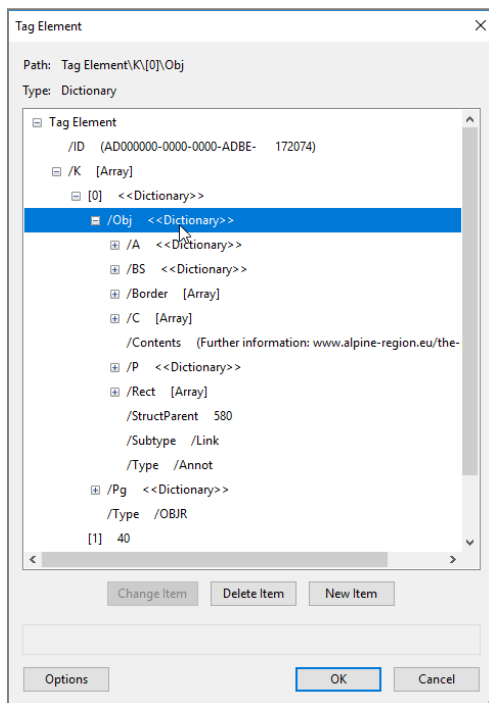 Tag Element
Path: Tag Element\K\[0]\Obj
Type: Dictionary
Tag Element
/ID (AD000000-0000-0000-ADBE- 172074)
/K [Array]
[0] <<Dictionary>>
/Obj <<Dictionary>>
/A <<Dictionary>>
/BS <<Dictionary>>
/Border [Array]
/C [Array]
/Contents (Further information: www.alpine-region.eu/the-
/P <<Dictionary>>
/Rect [Array]
/StructParent 580
/Subtype /Link
/Type /Annot
/Pg <<Dictionary>>
/Type /OBJR
[1] 40
Change Item Delete Item New Item
Options OK Cancel